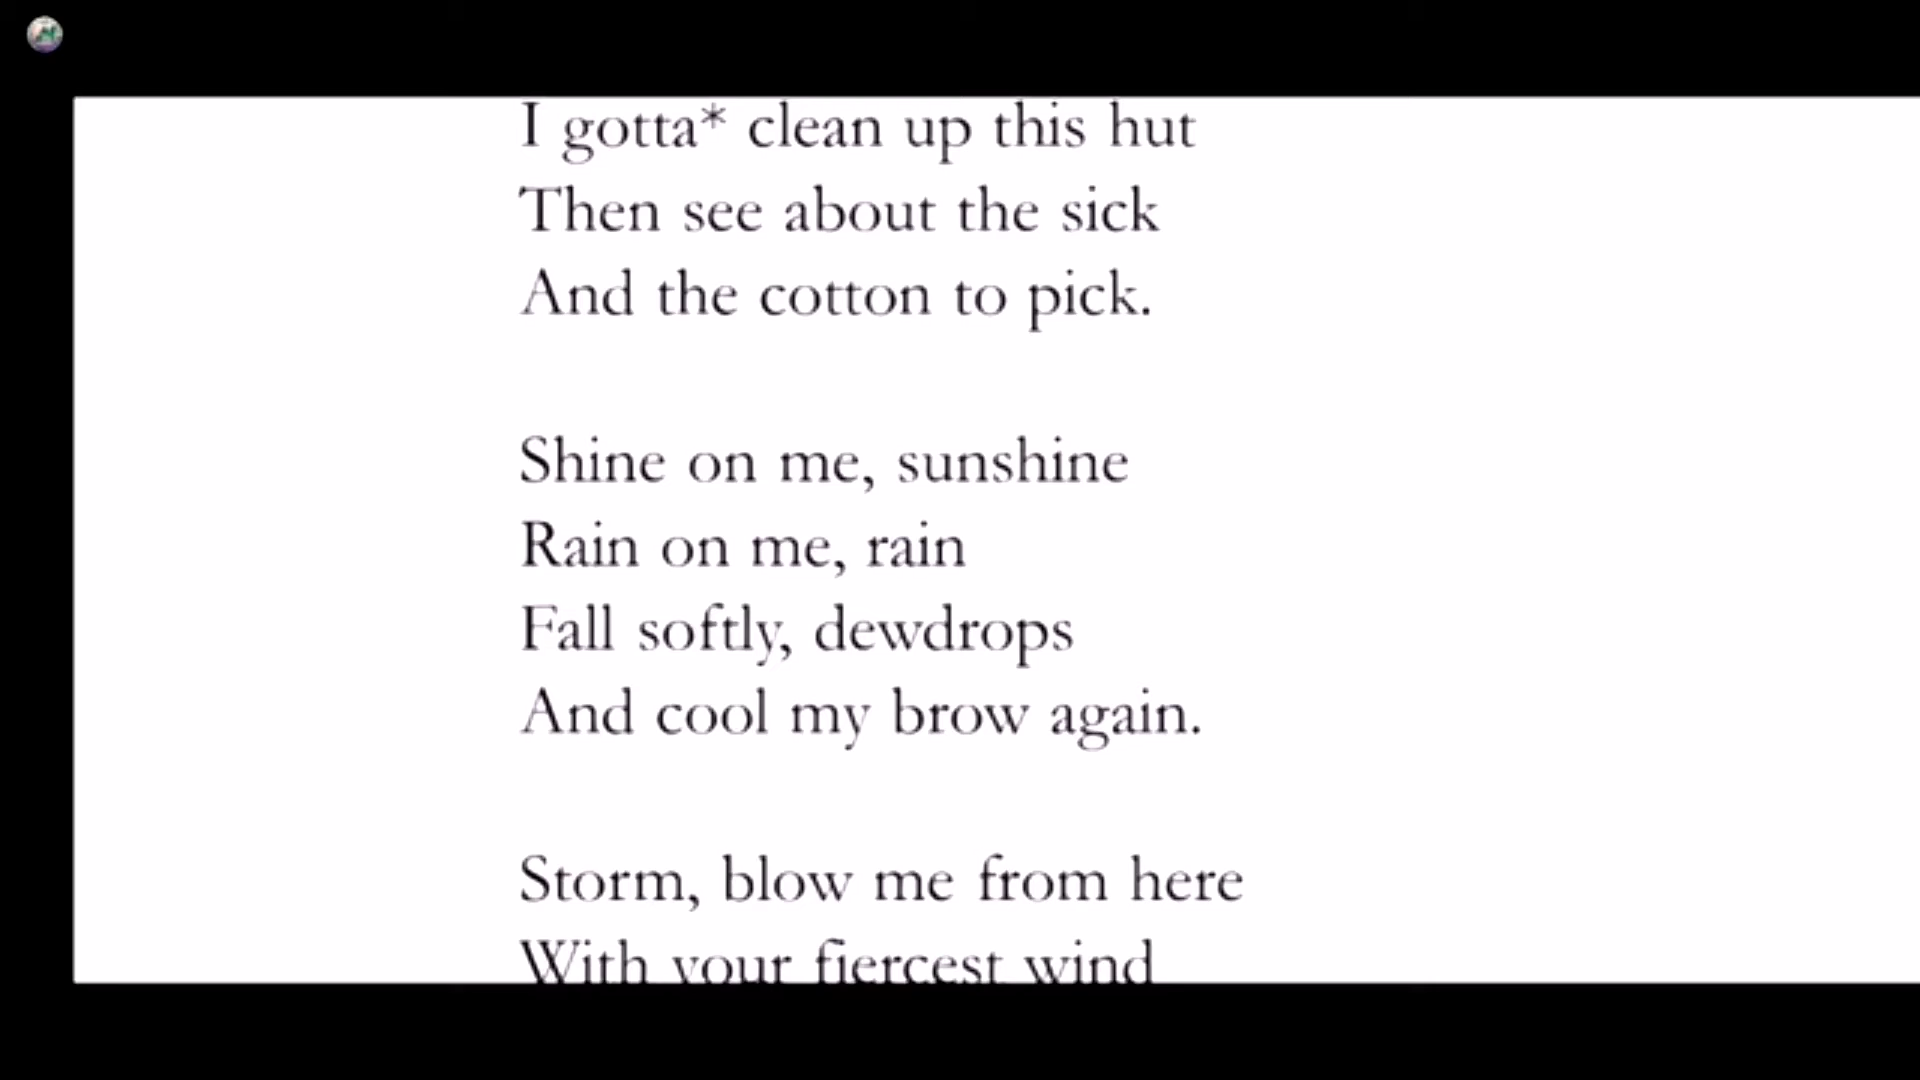 I gotta* clean up this hut
Then see about the sick
And the cotton to pick.
Shine on me, sunshine
Rain on me, rain
Fall softly, dewdrops
And cool my brow again.
Storm, blow me from here
With your fiercest wind